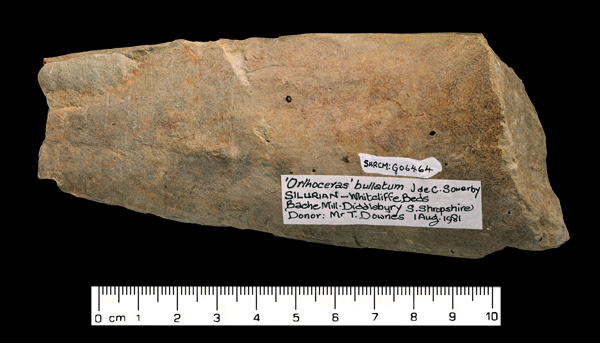 SHRCM:G06464
'Orthoceras' bullatum J de C. Sowerby
SILURIAN – Whitcliffe Beds
Bache Mill. Diddlebury S. Shropshire)
Donor: Mr T. Downes 1 Aug. 1981
0 cm 1 2 3 4 5 6 7 8 9 10